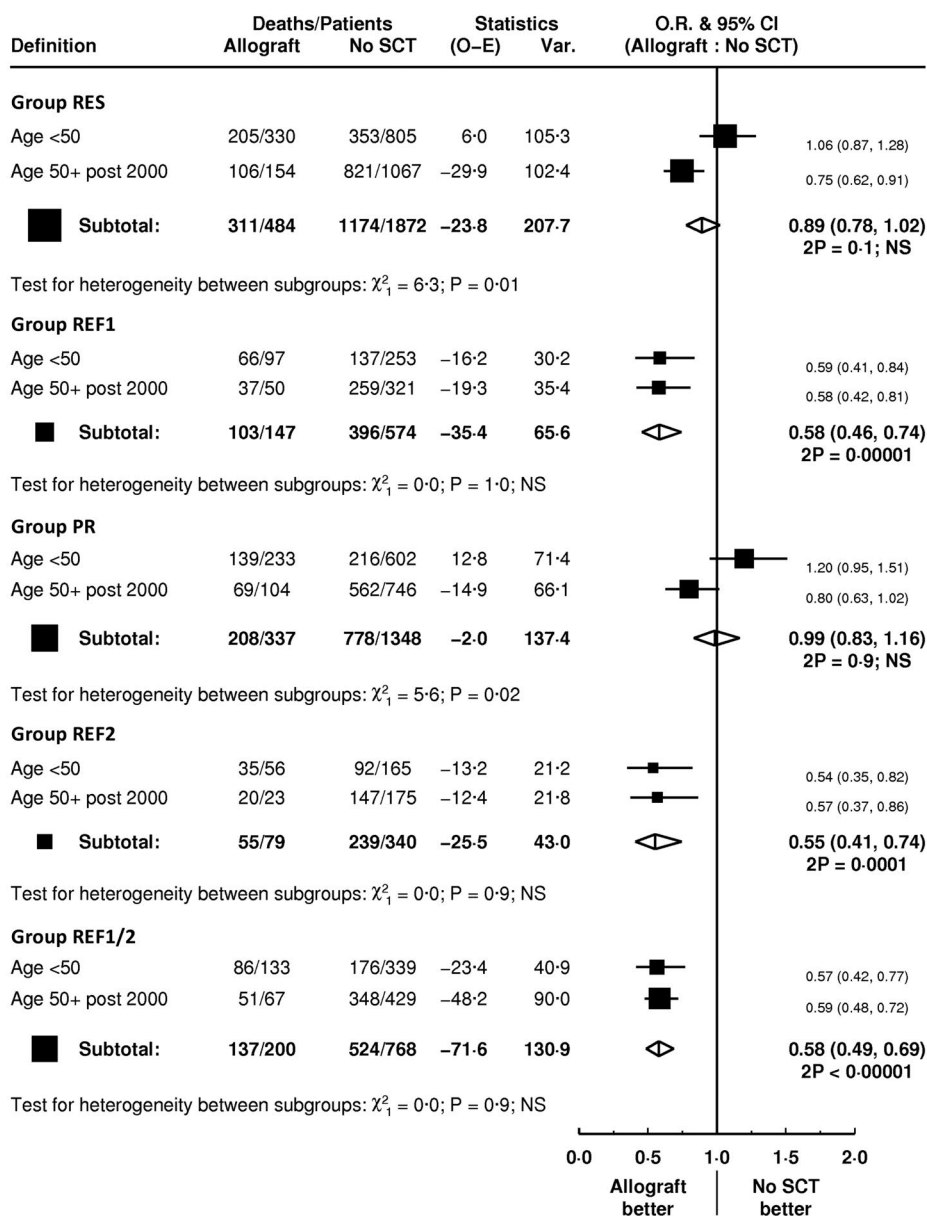 Deaths/Patients Statistics O.R. & 95% CI
Definition Allograft No SCT (O–E) Var. (Allograft : No SCT)
Group RES
Age <50 205/330 353/805 6·0 105·3 1.06 (0.87, 1.28)
Age 50+ post 2000 106/154 821/1067 −29·9 102·4 0.75 (0.62, 0.91)
Subtotal: 311/484 1174/1872 −23·8 207·7 0.89 (0.78, 1.02)
2P = 0·1; NS
Test for heterogeneity between subgroups: χ²₁ = 6·3; P = 0·01
Group REF1
Age <50 66/97 137/253 −16·2 30·2 0.59 (0.41, 0.84)
Age 50+ post 2000 37/50 259/321 −19·3 35·4 0.58 (0.42, 0.81)
Subtotal: 103/147 396/574 −35·4 65·6 0.58 (0.46, 0.74)
2P = 0·00001
Test for heterogeneity between subgroups: χ²₁ = 0·0; P = 1·0; NS
Group PR
Age <50 139/233 216/602 12·8 71·4 1.20 (0.95, 1.51)
Age 50+ post 2000 69/104 562/746 −14·9 66·1 0.80 (0.63, 1.02)
Subtotal: 208/337 778/1348 −2·0 137·4 0.99 (0.83, 1.16)
2P = 0·9; NS
Test for heterogeneity between subgroups: χ²₁ = 5·6; P = 0·02
Group REF2
Age <50 35/56 92/165 −13·2 21·2 0.54 (0.35, 0.82)
Age 50+ post 2000 20/23 147/175 −12·4 21·8 0.57 (0.37, 0.86)
Subtotal: 55/79 239/340 −25·5 43·0 0.55 (0.41, 0.74)
2P = 0·0001
Test for heterogeneity between subgroups: χ²₁ = 0·0; P = 0·9; NS
Group REF1/2
Age <50 86/133 176/339 −23·4 40·9 0.57 (0.42, 0.77)
Age 50+ post 2000 51/67 348/429 −48·2 90·0 0.59 (0.48, 0.72)
Subtotal: 137/200 524/768 −71·6 130·9 0.58 (0.49, 0.69)
2P < 0·00001
Test for heterogeneity between subgroups: χ²₁ = 0·0; P = 0·9; NS
0·0 0·5 1·0 1·5 2·0
Allograft No SCT
better better